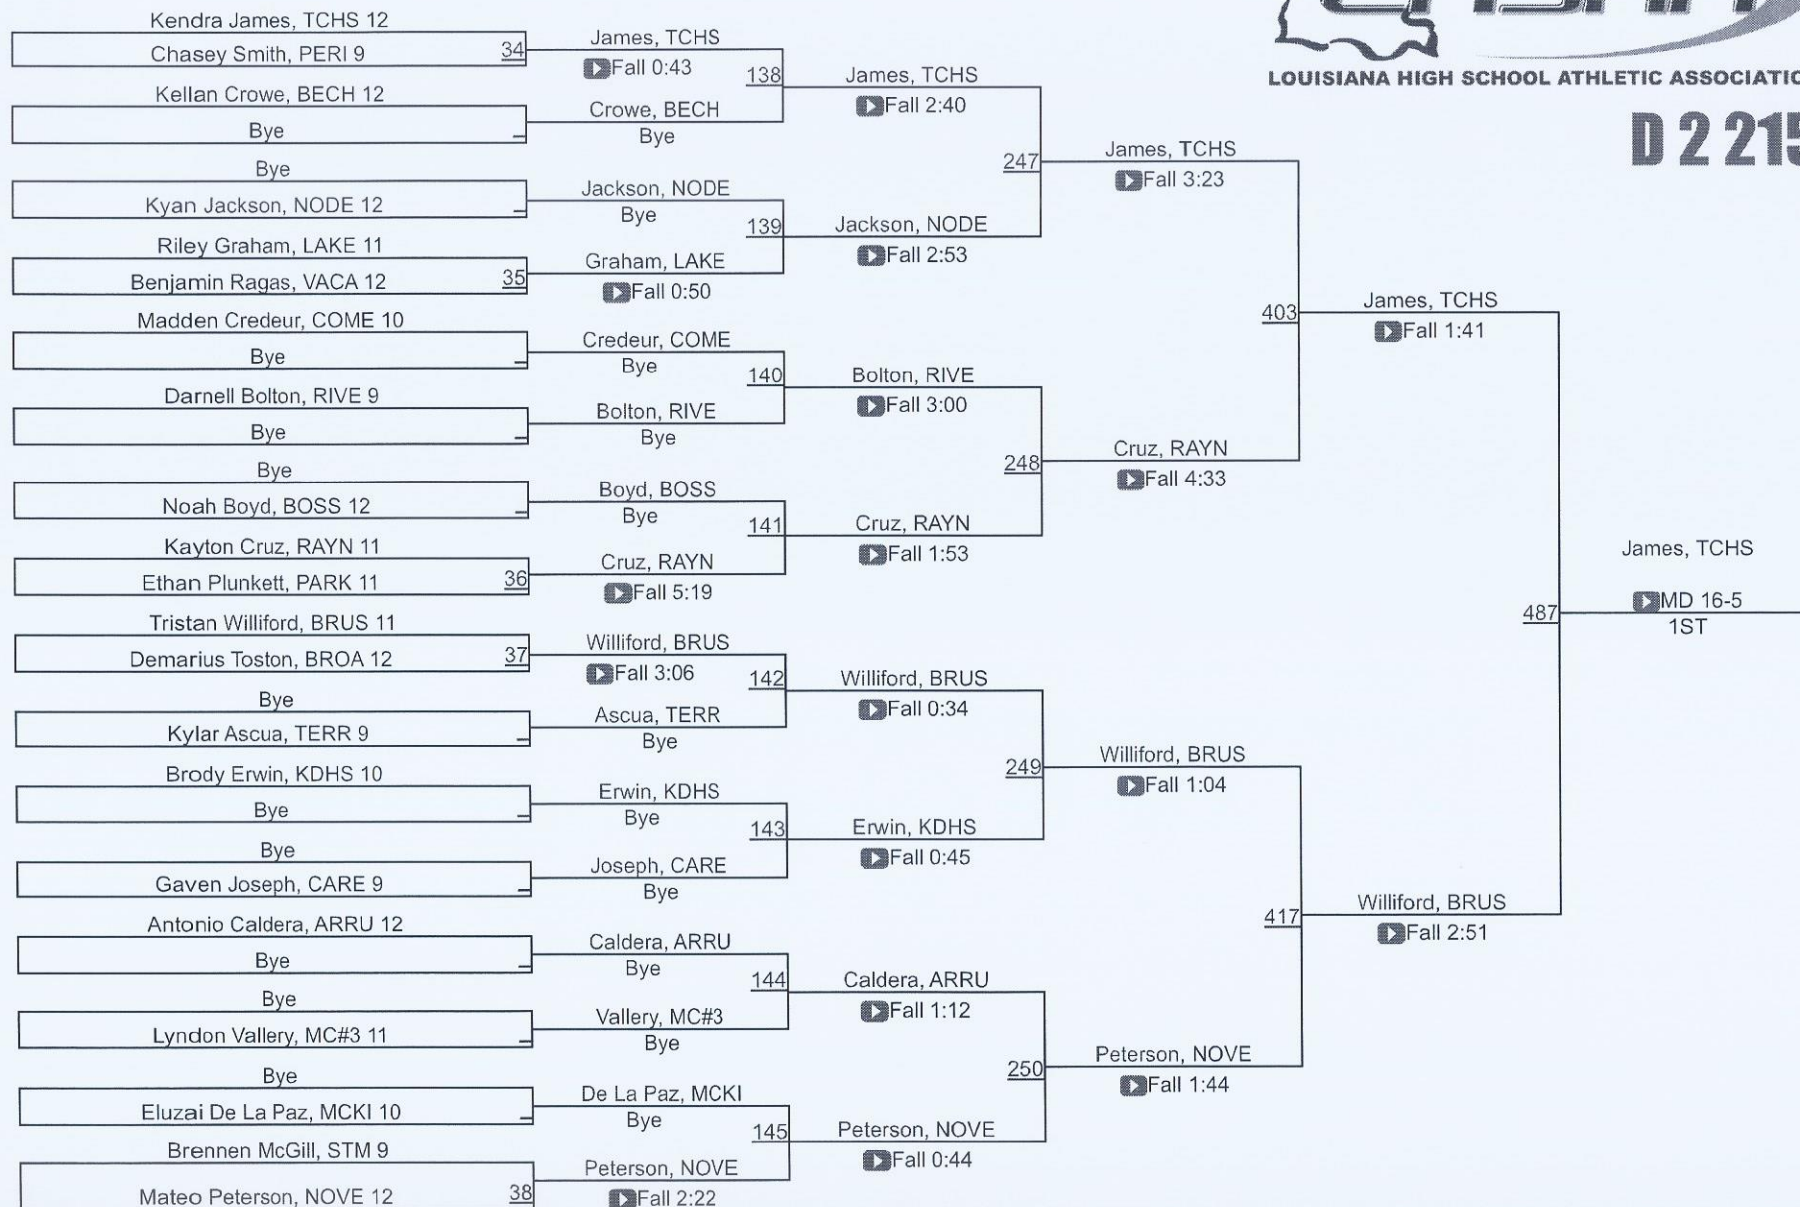 LOUISIANA HIGH SCHOOL ATHLETIC ASSOCIATIO
D 2 215
Kendra James, TCHS 12
Chasey Smith, PERI 9
34
Kellan Crowe, BECH 12
Bye
Bye
Kyan Jackson, NODE 12
Riley Graham, LAKE 11
Benjamin Ragas, VACA 12
35
Madden Credeur, COME 10
Bye
Darnell Bolton, RIVE 9
Bye
Bye
Noah Boyd, BOSS 12
Kayton Cruz, RAYN 11
Ethan Plunkett, PARK 11
36
Tristan Williford, BRUS 11
Demarius Toston, BROA 12
37
Bye
Kylar Ascua, TERR 9
Brody Erwin, KDHS 10
Bye
Bye
Gaven Joseph, CARE 9
Antonio Caldera, ARRU 12
Bye
Bye
Lyndon Vallery, MC#3 11
Bye
Eluzai De La Paz, MCKI 10
Brennen McGill, STM 9
Mateo Peterson, NOVE 12
38
James, TCHS
Fall 0:43
138
Crowe, BECH
Bye
Jackson, NODE
Bye
139
Graham, LAKE
Fall 0:50
Credeur, COME
Bye
140
Bolton, RIVE
Bye
Boyd, BOSS
Bye
141
Cruz, RAYN
Fall 5:19
Williford, BRUS
Fall 3:06
142
Ascua, TERR
Bye
Erwin, KDHS
Bye
143
Joseph, CARE
Bye
Caldera, ARRU
Bye
144
Vallery, MC#3
Bye
De La Paz, MCKI
Bye
145
Peterson, NOVE
Fall 2:22
James, TCHS
Fall 2:40
247
Jackson, NODE
Fall 2:53
Bolton, RIVE
Fall 3:00
248
Cruz, RAYN
Fall 1:53
Williford, BRUS
Fall 0:34
249
Erwin, KDHS
Fall 0:45
Caldera, ARRU
Fall 1:12
250
Peterson, NOVE
Fall 0:44
James, TCHS
Fall 3:23
403
Cruz, RAYN
Fall 4:33
Williford, BRUS
Fall 1:04
417
Peterson, NOVE
Fall 1:44
James, TCHS
Fall 1:41
487
Williford, BRUS
Fall 2:51
James, TCHS
MD 16-5
1ST